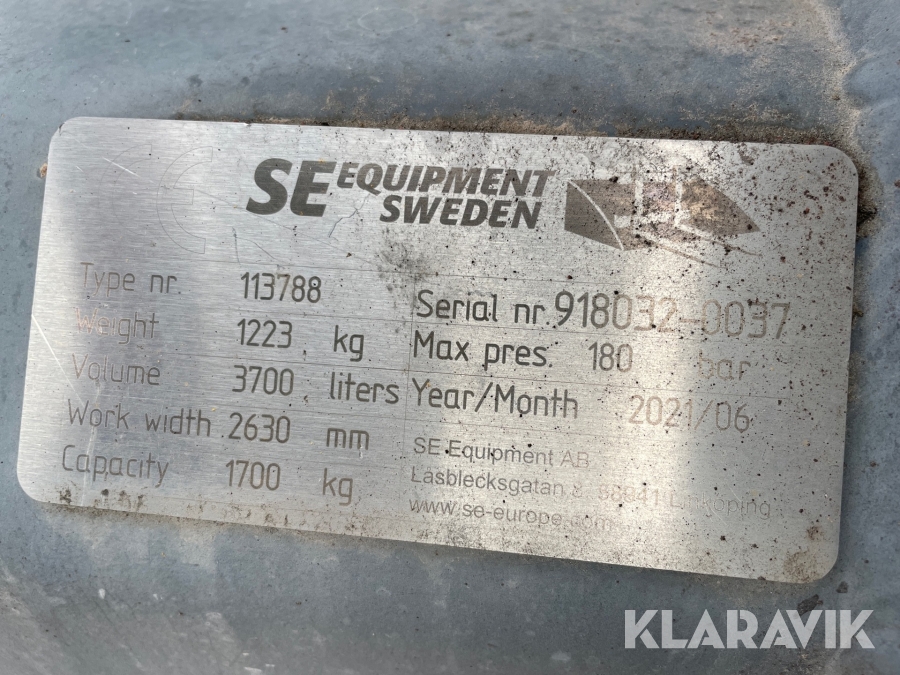 SE EQUIPMENT
SWEDEN
Type nr. 113788
Weight 1223 kg
Volume 3700 liters
Work width 2630 mm
Capacity 1700 kg
Serial nr 918032-0037
Max pres. 180 bar
Year/Month 2021/06
SE Equipment AB
Låsblecksgatan Linköping
www.se-europe.com
KLARAVIK